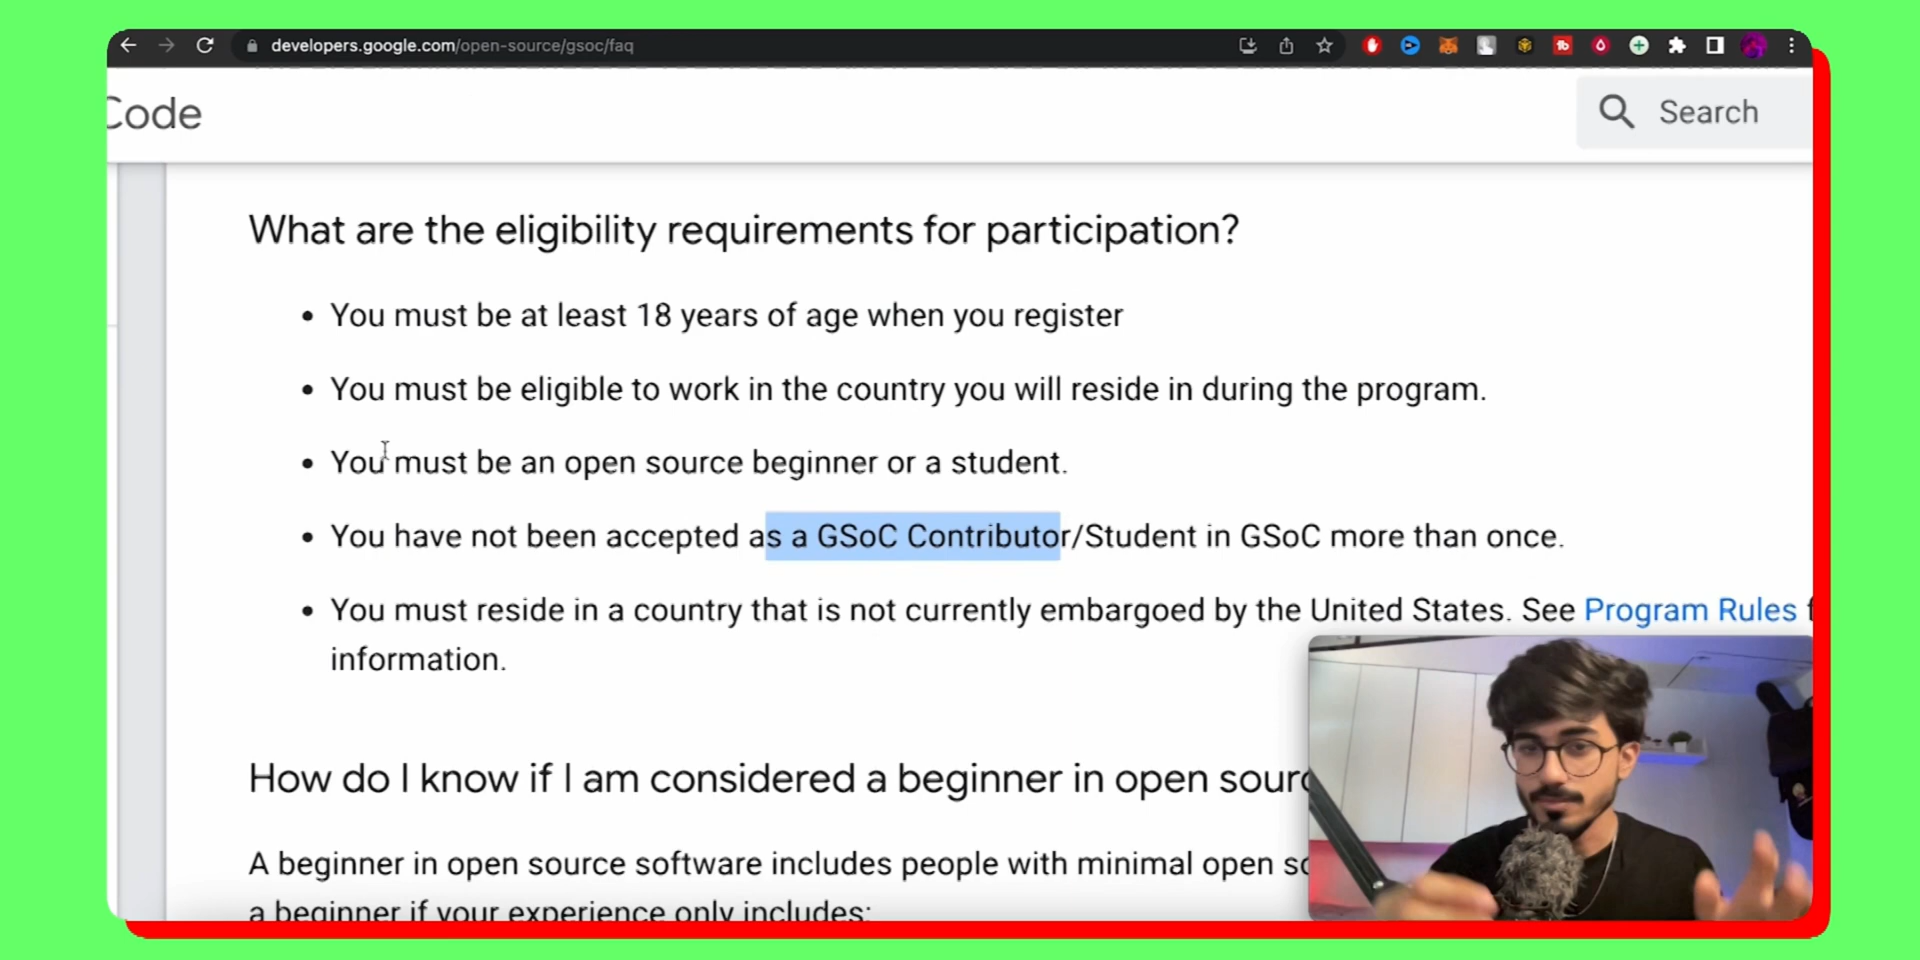 developers.google.com/open-source/gsoc/faq
Code
Search
What are the eligibility requirements for participation?
You must be at least 18 years of age when you register
You must be eligible to work in the country you will reside in during the program.
You must be an open source beginner or a student.
You have not been accepted as a GSoC Contributor/Student in GSoC more than once.
You must reside in a country that is not currently embargoed by the United States. See Program Rules f
information.
How do I know if I am considered a beginner in open sourc
A beginner in open source software includes people with minimal open so
a beginner if your experience only includes: